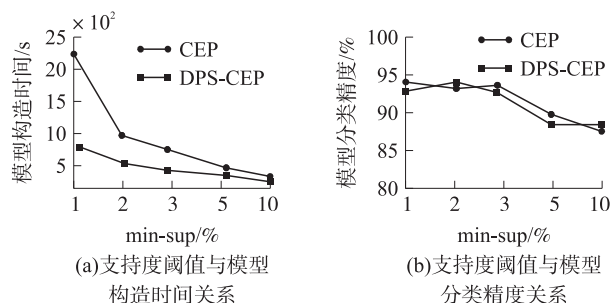 × 10²
25
20
10
5
模型构造时间/s
CEP
DPS-CEP
1 2 3 5 10
min-sup/%
(a)支持度阈值与模型
构造时间关系
100
95
90
85
80
模型分类精度/%
CEP
DPS-CEP
1 2 3 5 10
min-sup/%
(b)支持度阈值与模型
分类精度关系